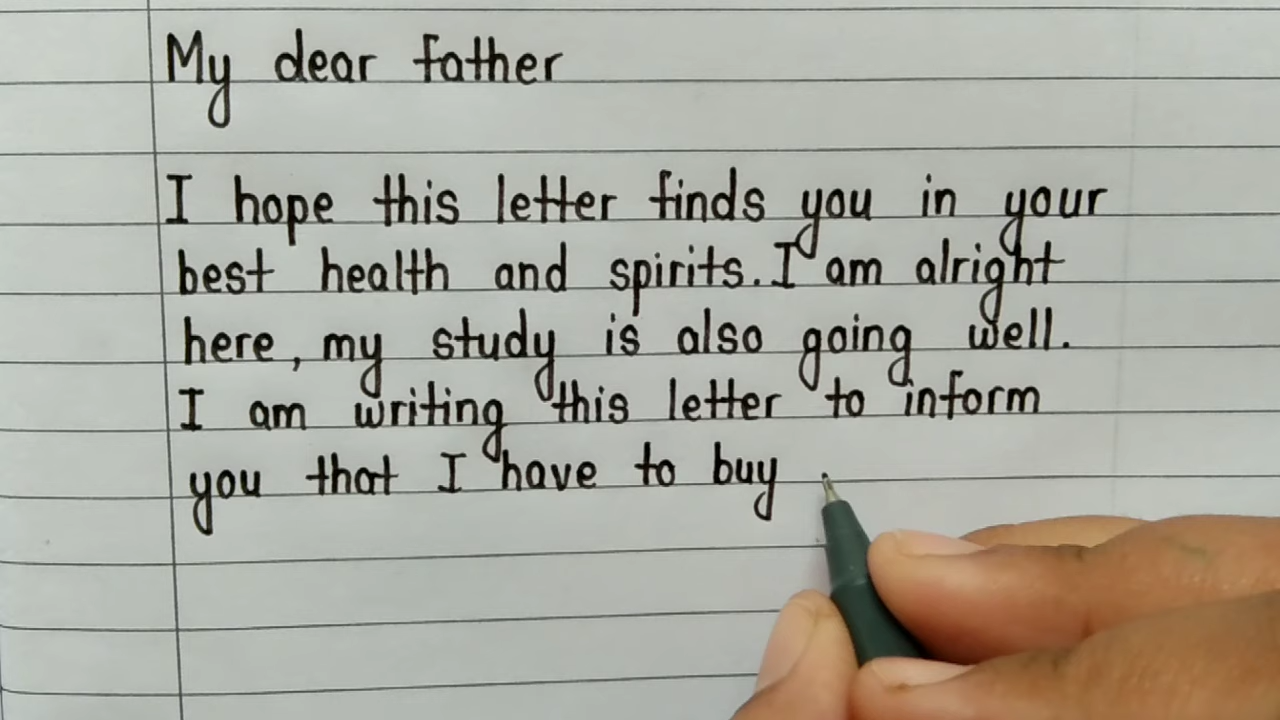 My dear father
I hope this letter finds you in your
best health and spirits. I am alright
here, my study is also going well.
I am writing this letter to inform
you that I have to buy